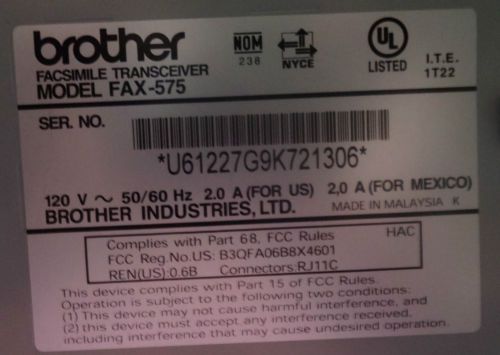 brother
FACSIMILE TRANSCEIVER
MODEL FAX-575
NOM
238
NYCE
UL
LISTED
I.T.E.
1T22
SER. NO.
*U61227G9K721306*
120 V ~ 50/60 Hz 2.0 A (FOR US) 2,0 A (FOR MEXICO)
BROTHER INDUSTRIES, LTD. MADE IN MALAYSIA K
Complies with Part 68, FCC Rules HAC
FCC Reg.No.US: B3QFA06B8X4601
REN(US):0.6B Connectors:RJ11C
This device complies with Part 15 of FCC Rules.
Operation is subject to the following two conditions:
(1) this device may not cause harmful interference, and
(2) this device must accept any interference received,
including interference that may cause undesired operation.